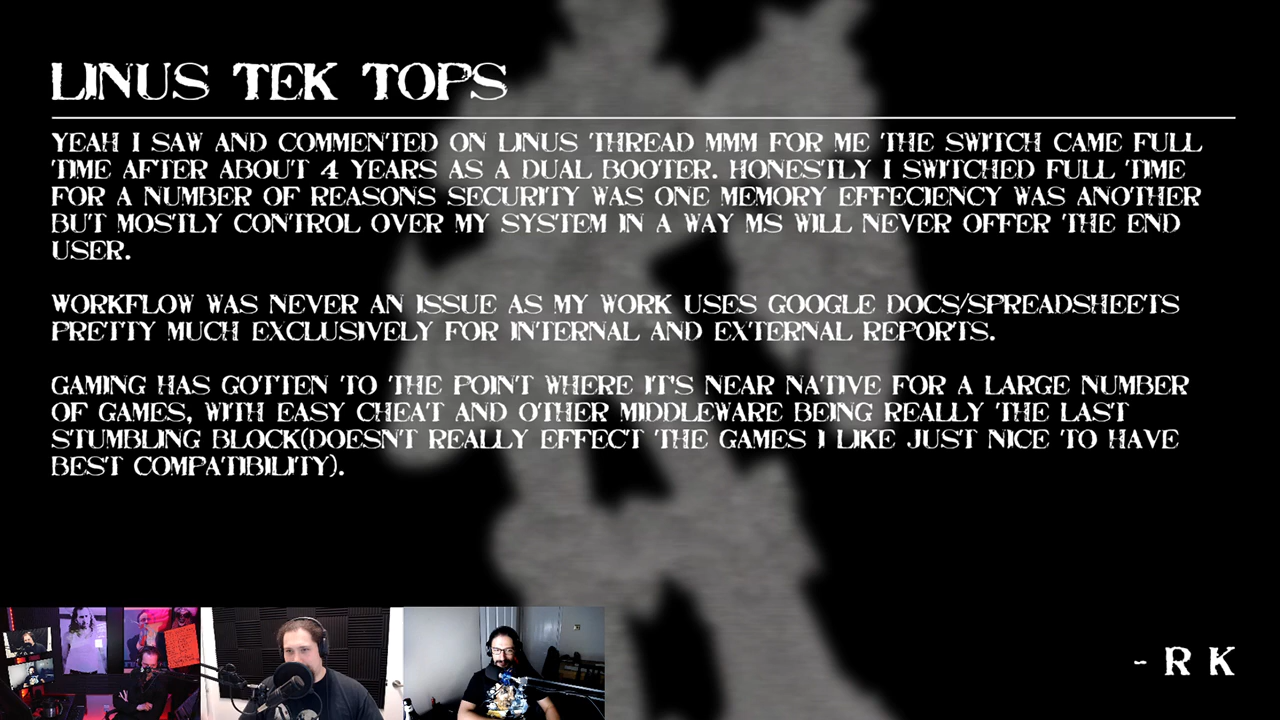 LINUS TEK TOPS
YEAH I SAW AND COMMENTED ON LINUS THREAD MMM FOR ME THE SWITCH CAME FULL
TIME AFTER ABOUT 4 YEARS AS A DUAL BOOTER. HONESTLY I SWITCHED FULL TIME
FOR A NUMBER OF REASONS SECURITY WAS ONE MEMORY EFFECIENCY WAS ANOTHER
BUT MOSTLY CONTROL OVER MY SYSTEM IN A WAY MS WILL NEVER OFFER THE END
USER.
WORKFLOW WAS NEVER AN ISSUE AS MY WORK USES GOOGLE DOCS/SPREADSHEETS
PRETTY MUCH EXCLUSIVELY FOR INTERNAL AND EXTERNAL REPORTS.
GAMING HAS GOTTEN TO THE POINT WHERE IT'S NEAR NATIVE FOR A LARGE NUMBER
OF GAMES, WITH EASY CHEAT AND OTHER MIDDLEWARE BEING REALLY THE LAST
STUMBLING BLOCK(DOESNT REALLY EFFECT THE GAMES I LIKE JUST NICE TO HAVE
BEST COMPATIBILITY).
- R K